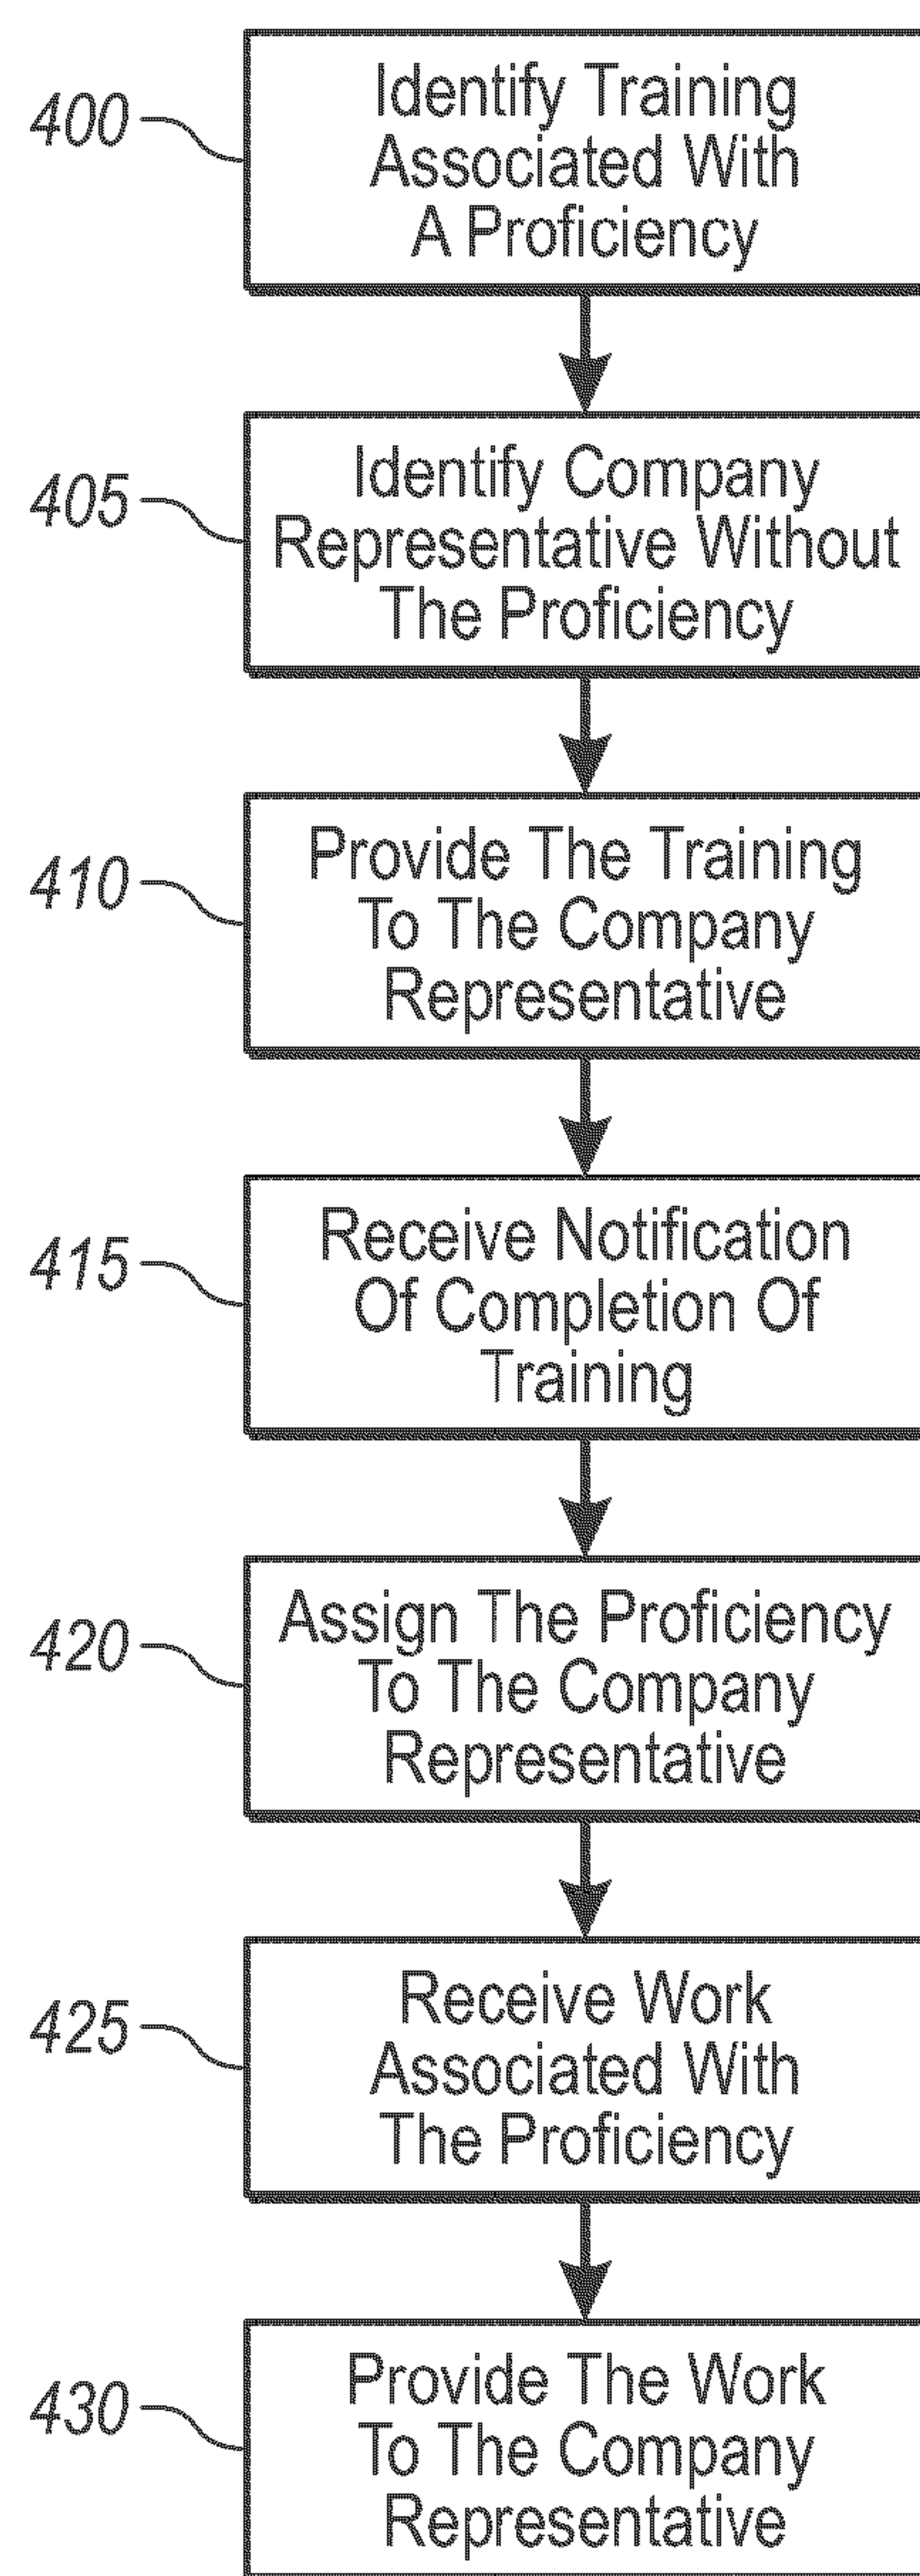 400
Identify Training
Associated With
A Proficiency
405
Identify Company
Representative Without
The Proficiency
410
Provide The Training
To The Company
Representative
415
Receive Notification
Of Completion Of
Training
420
Assign The Proficiency
To The Company
Representative
425
Receive Work
Associated With
The Proficiency
430
Provide The Work
To The Company
Representative